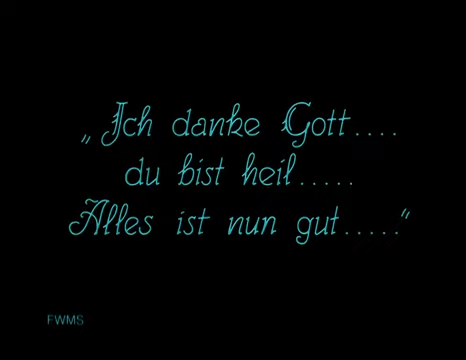 „Ich danke Gott....
du bist heil.....
Alles ist nun gut.....“
FWMS